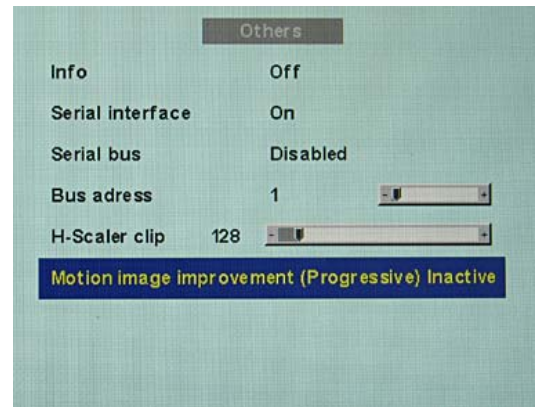 Others
Info Off
Serial interface On
Serial bus Disabled
Bus adress 1 - +
H-Scaler clip 128 - +
Motion image improvement (Progressive) Inactive